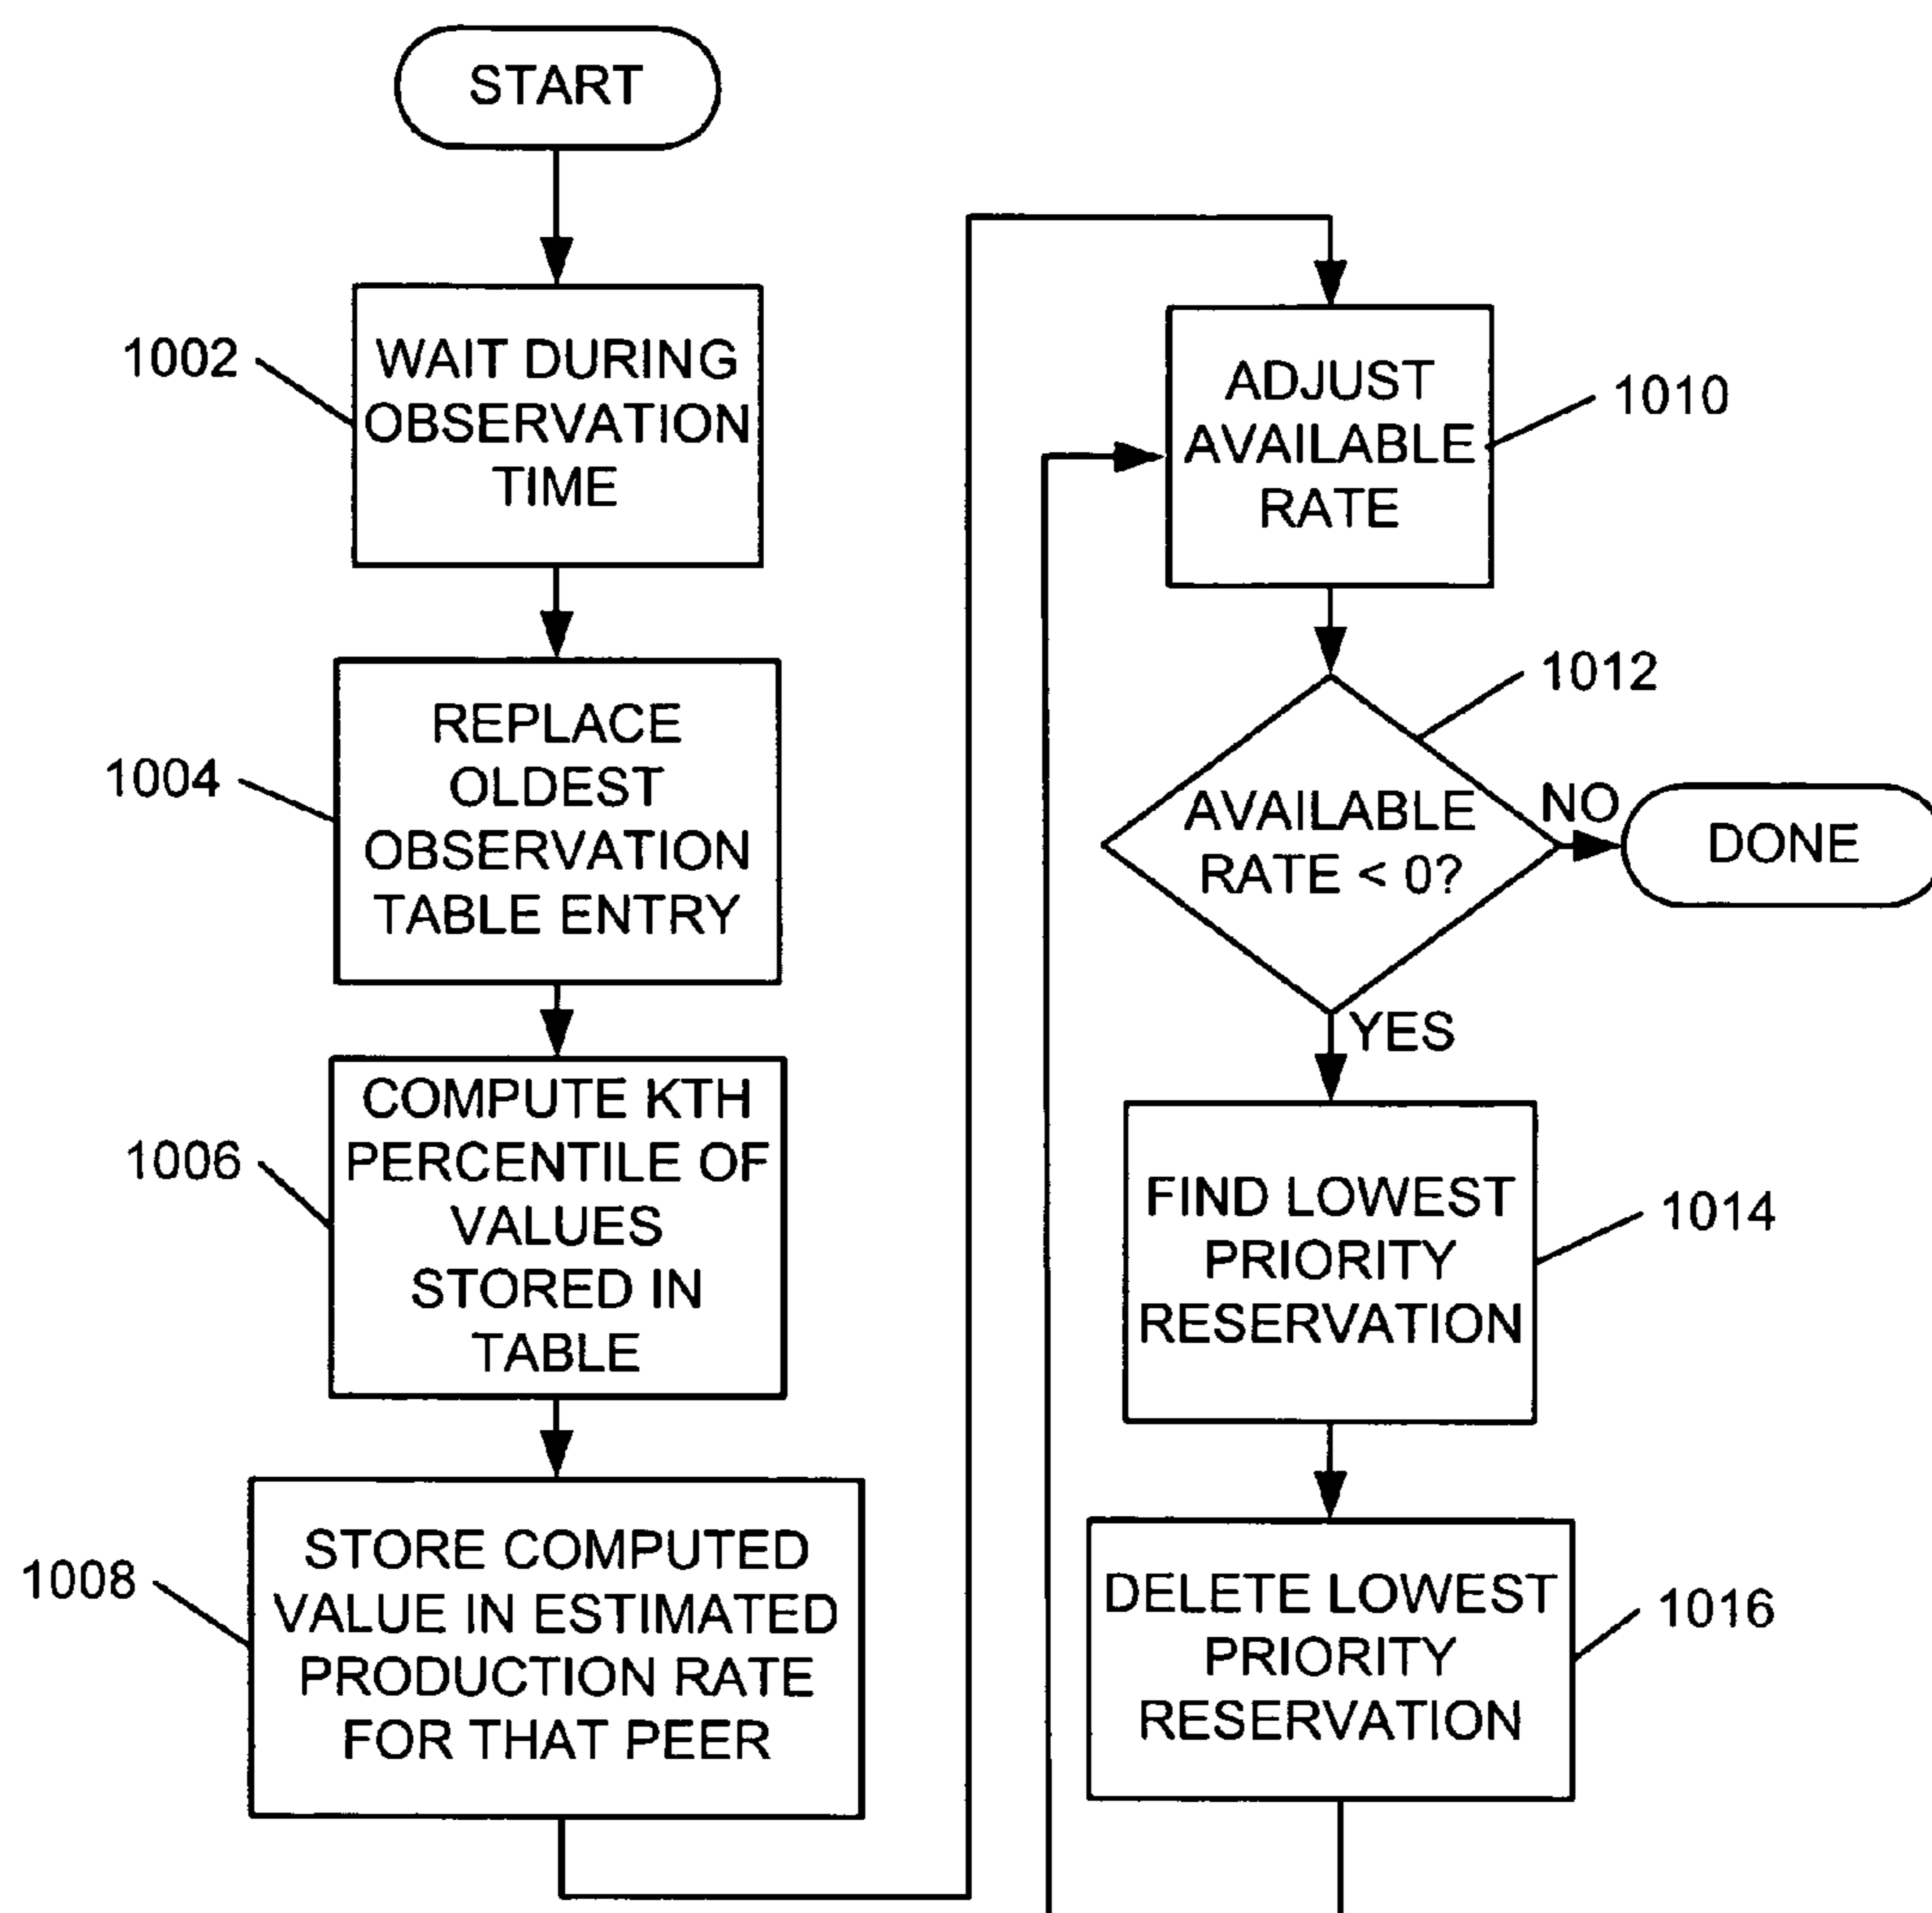 START
1002
WAIT DURING
OBSERVATION
TIME
1004
REPLACE
OLDEST
OBSERVATION
TABLE ENTRY
1006
COMPUTE KTH
PERCENTILE OF
VALUES
STORED IN
TABLE
1008
STORE COMPUTED
VALUE IN ESTIMATED
PRODUCTION RATE
FOR THAT PEER
ADJUST
AVAILABLE
RATE
1010
1012
AVAILABLE
RATE < 0?
NO
DONE
YES
FIND LOWEST
PRIORITY
RESERVATION
1014
DELETE LOWEST
PRIORITY
RESERVATION
1016